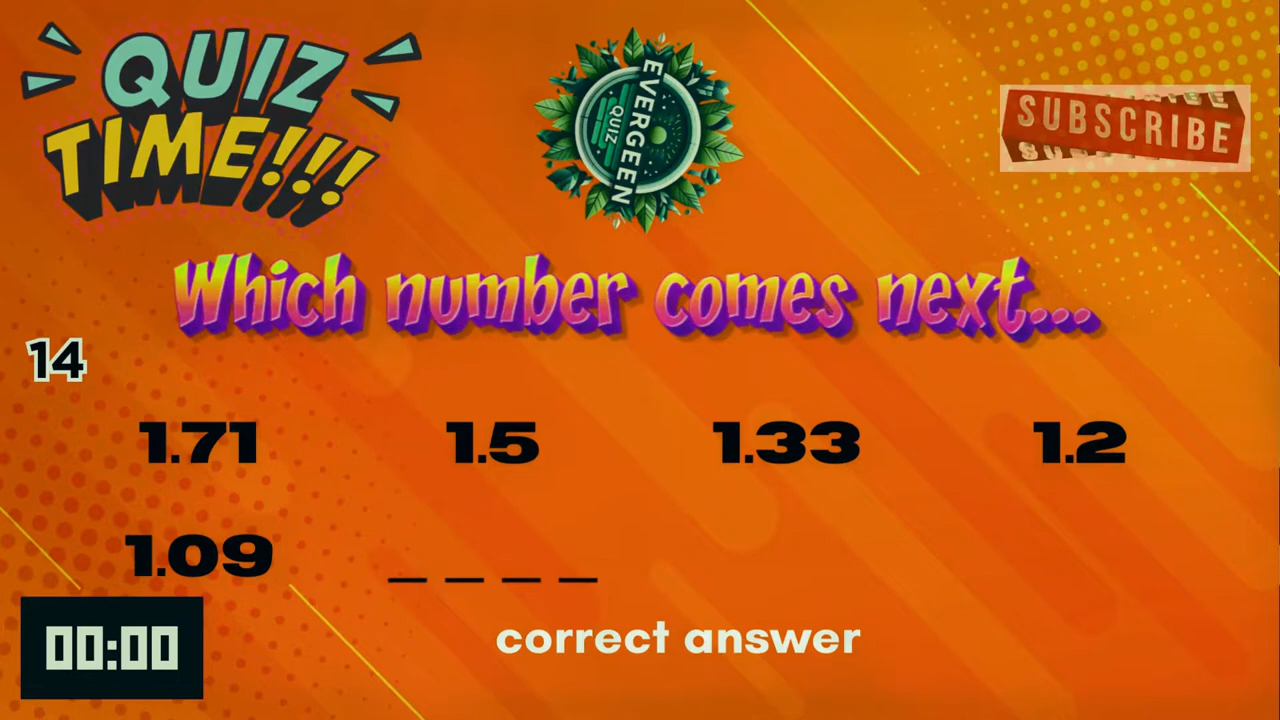 QUIZ
TIME!!!
EVERGEEN
QUIZ
SUBSCRIBE
Which number comes next...
14
1.71 1.5 1.33 1.2
1.09 _ _ _ _
00:00
correct answer